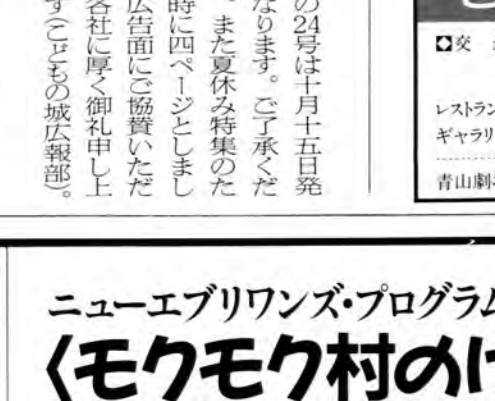 の24号は十月十五日発
なります。ご了承くだ
。また夏休み特集のた
時に四ページとしまし
広告面にご協賛いただ
各社に厚く御礼申し上
す(こどもの城広報部)。
交
レストラン
ギャラリ
青山劇
ニューエブリワンズ・プログラム
〈モクモク村のけ